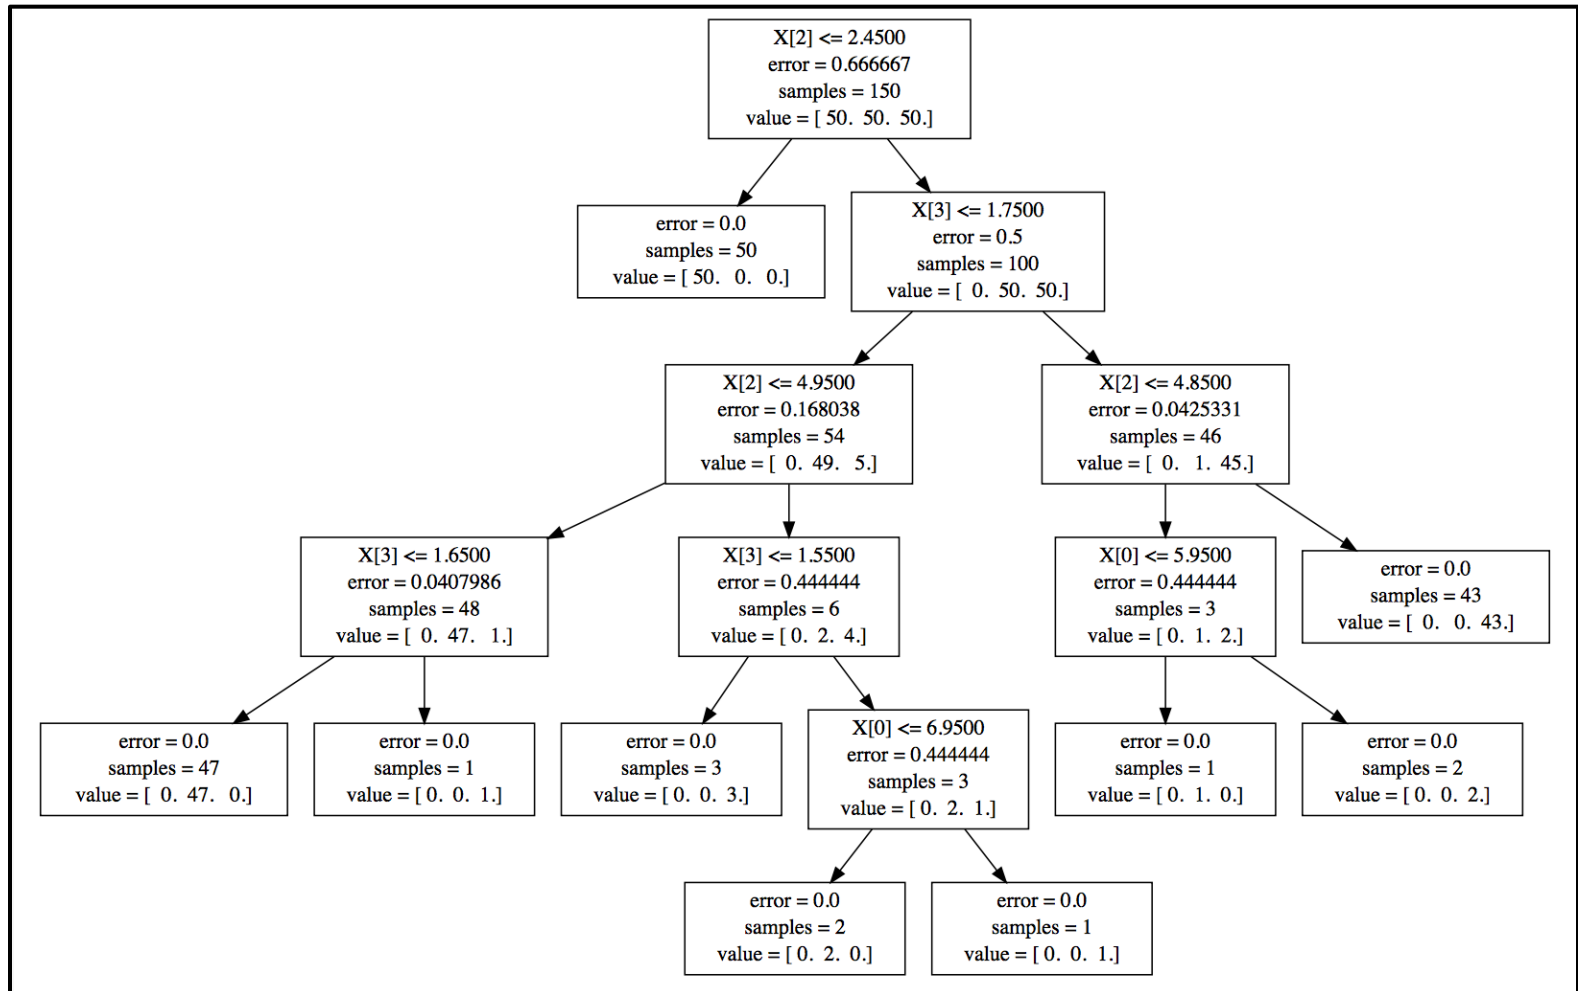 X[2] <= 2.4500
error = 0.666667
samples = 150
value = [ 50. 50. 50.]
error = 0.0
samples = 50
value = [ 50. 0. 0.]
X[3] <= 1.7500
error = 0.5
samples = 100
value = [ 0. 50. 50.]
X[2] <= 4.9500
error = 0.168038
samples = 54
value = [ 0. 49. 5.]
X[2] <= 4.8500
error = 0.0425331
samples = 46
value = [ 0. 1. 45.]
X[3] <= 1.6500
error = 0.0407986
samples = 48
value = [ 0. 47. 1.]
X[3] <= 1.5500
error = 0.444444
samples = 6
value = [ 0. 2. 4.]
X[0] <= 5.9500
error = 0.444444
samples = 3
value = [ 0. 1. 2.]
error = 0.0
samples = 43
value = [ 0. 0. 43.]
error = 0.0
samples = 47
value = [ 0. 47. 0.]
error = 0.0
samples = 1
value = [ 0. 0. 1.]
error = 0.0
samples = 3
value = [ 0. 0. 3.]
X[0] <= 6.9500
error = 0.444444
samples = 3
value = [ 0. 2. 1.]
error = 0.0
samples = 1
value = [ 0. 1. 0.]
error = 0.0
samples = 2
value = [ 0. 0. 2.]
error = 0.0
samples = 2
value = [ 0. 2. 0.]
error = 0.0
samples = 1
value = [ 0. 0. 1.]